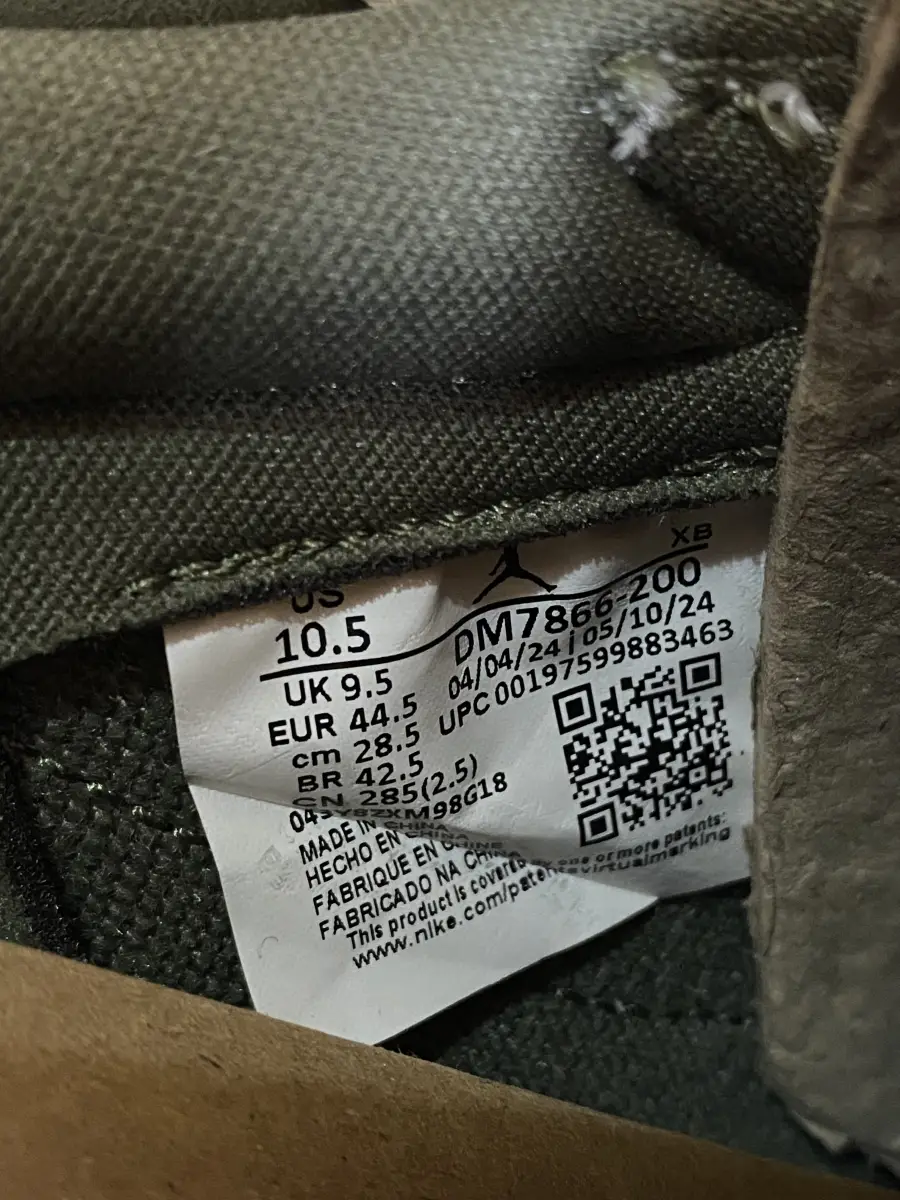 XB
US
10.5
DM7866-200
04/04/24 | 05/10/24
UPC 00197599883463
UK 9.5
EUR 44.5
cm 28.5
BR 42.5
CN 285(2.5)
MADE IN CHINA
HECHO EN CHINA
FABRIQUE EN CHINE
FABRICADO NA CHINA
This product is covered by one or more patents:
www.nike.com/patents virtualmarking